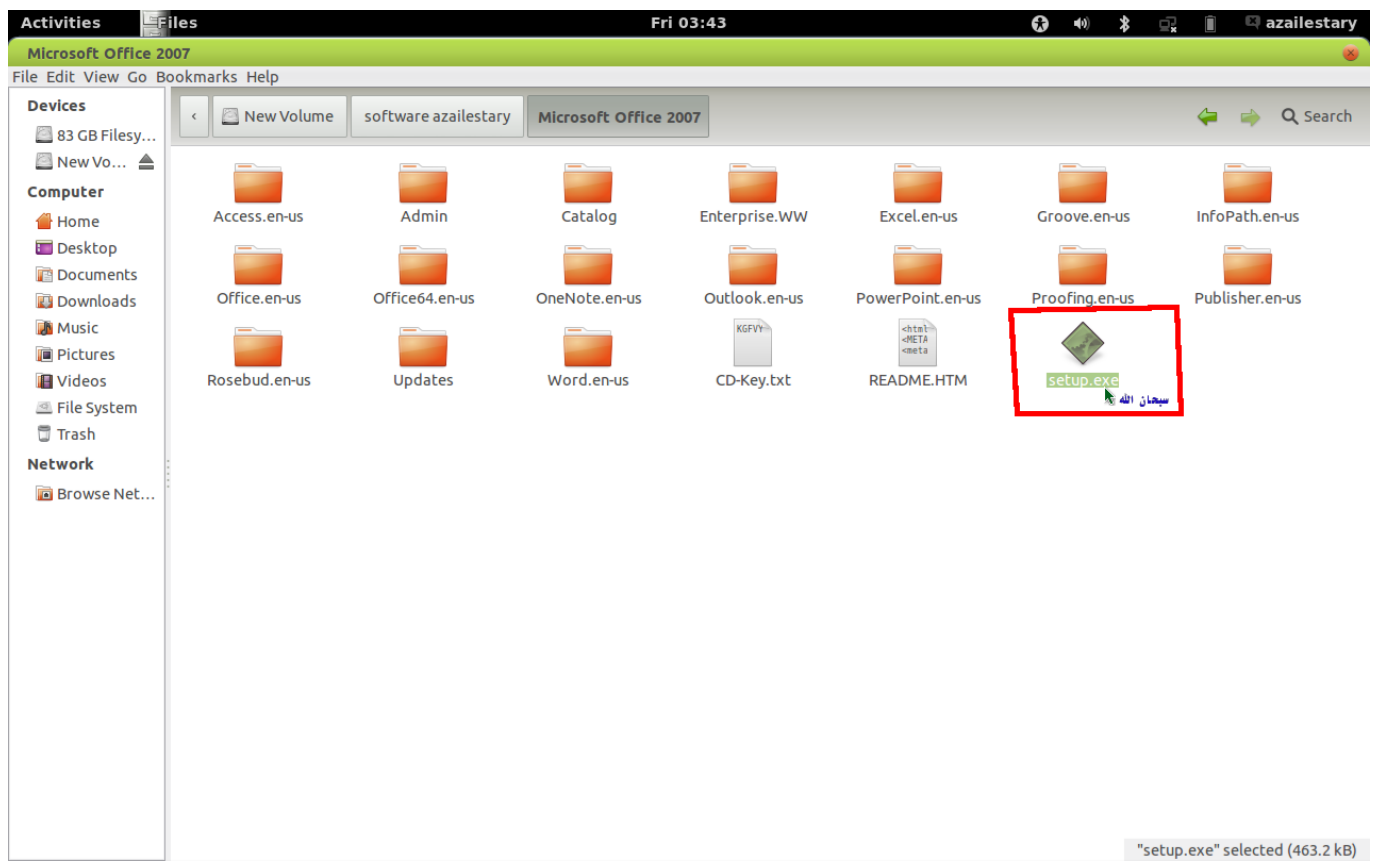 Activities Files Fri 03:43 azailestary
Microsoft Office 2007
File Edit View Go Bookmarks Help
Devices
83 GB Filesy...
New Vo...
Computer
Home
Desktop
Documents
Downloads
Music
Pictures
Videos
File System
Trash
Network
Browse Net...
New Volume software azailestary Microsoft Office 2007 Search
Access.en-us Admin Catalog Enterprise.WW Excel.en-us Groove.en-us InfoPath.en-us
Office.en-us Office64.en-us OneNote.en-us Outlook.en-us PowerPoint.en-us Proofing.en-us Publisher.en-us
KGFVY <html <META <meta
Rosebud.en-us Updates Word.en-us CD-Key.txt README.HTM setup.exe
سبحان الله
"setup.exe" selected (463.2 kB)